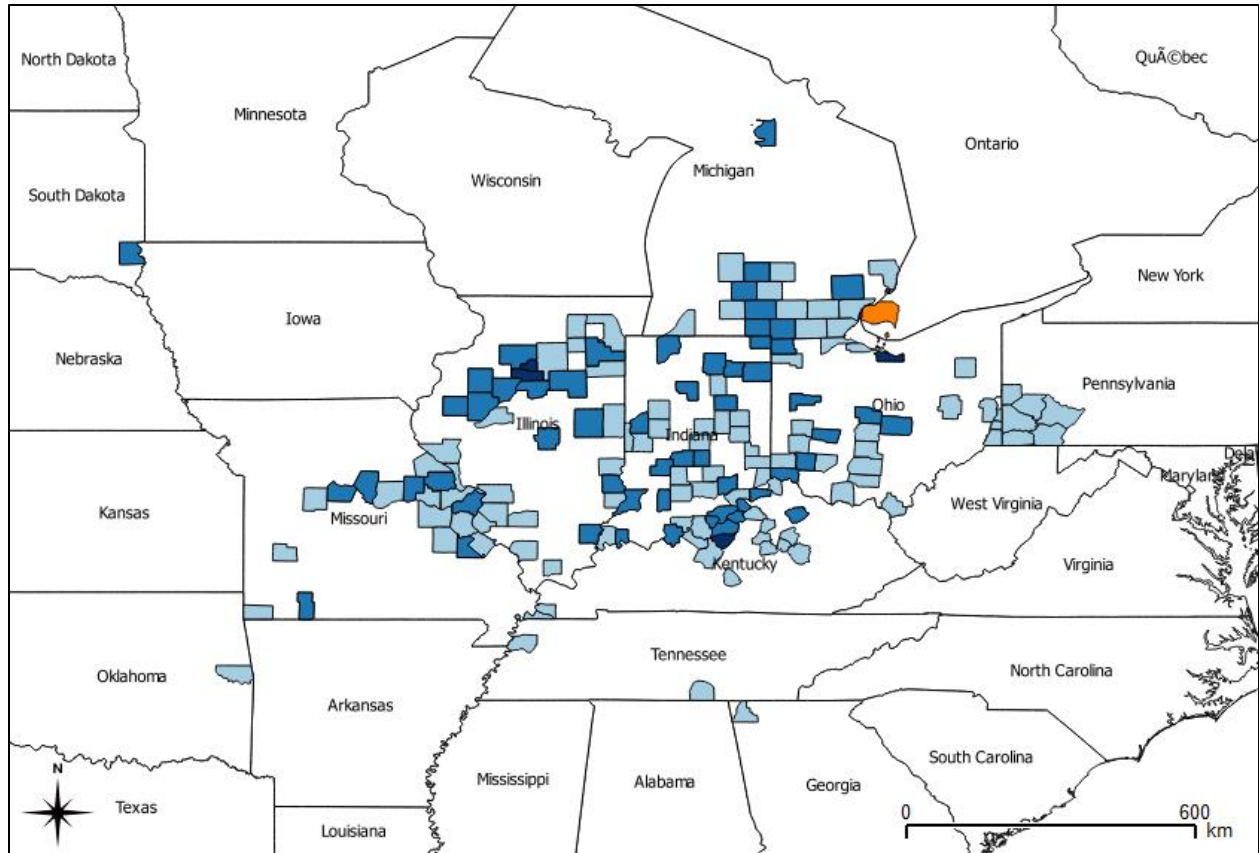 North Dakota
QuÃ©bec
Minnesota
Ontario
Michigan
Wisconsin
South Dakota
New York
Iowa
Nebraska
Pennsylvania
Ohio
Illinois
Indiana
Maryland
West Virginia
Kansas
Missouri
Kentucky
Virginia
Tennessee
North Carolina
Oklahoma
Arkansas
South Carolina
Mississippi
Alabama
Georgia
N
Texas
Louisiana
0 600
km